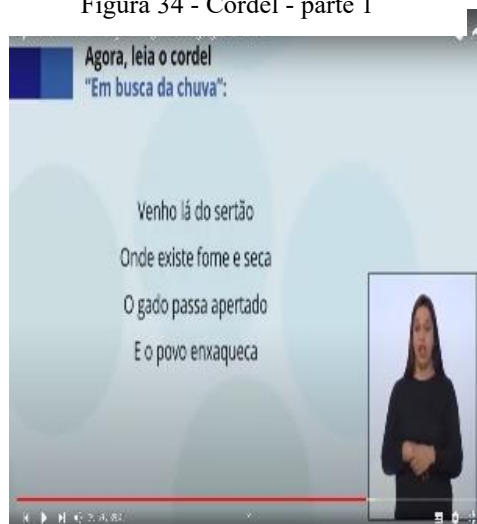 Figura 34 - Cordel - parte 1
Agora, leia o cordel
“Em busca da chuva”:
Venho lá do sertão
Onde existe fome e seca
O gado passa apertado
E o povo enxaqueca